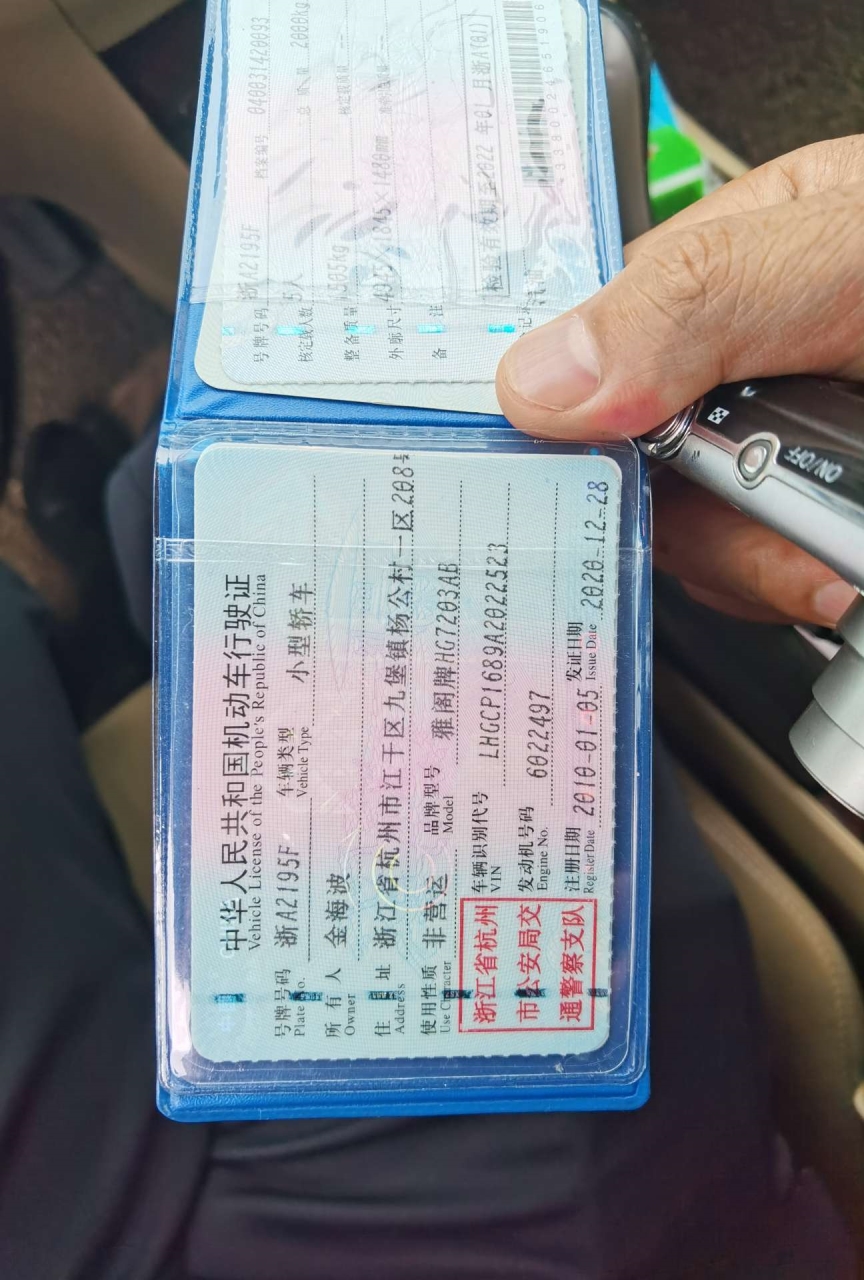 中华人民共和国机动车行驶证
Vehicle License of the People's Republic of China
号牌号码 浙A2195F 车辆类型 小型轿车
Plate No. Vehicle Type
所有人 金海波
Owner
住址 浙江省杭州市江干区九堡镇杨公村一区208号
Address
使用性质 非营运 品牌型号 雅阁牌HG7203AB
Use Character Model
浙江省杭州
市公安局交
通警察支队
车辆识别代号 LHGCP1689A2022523
VIN
发动机号码 6022497
Engine No.
注册日期 2010-01-05 发证日期 2020-12-28
Register Date Issue Date
号牌号码 浙A2195F 档案编号 040031420093
核定载人数 5人 总质量 2000kg
整备质量 1505kg 核定载质量 --
外廓尺寸 4945×1845×1480mm
备注
检验有效期至2022年01月浙A(GJ)
ON/OFF